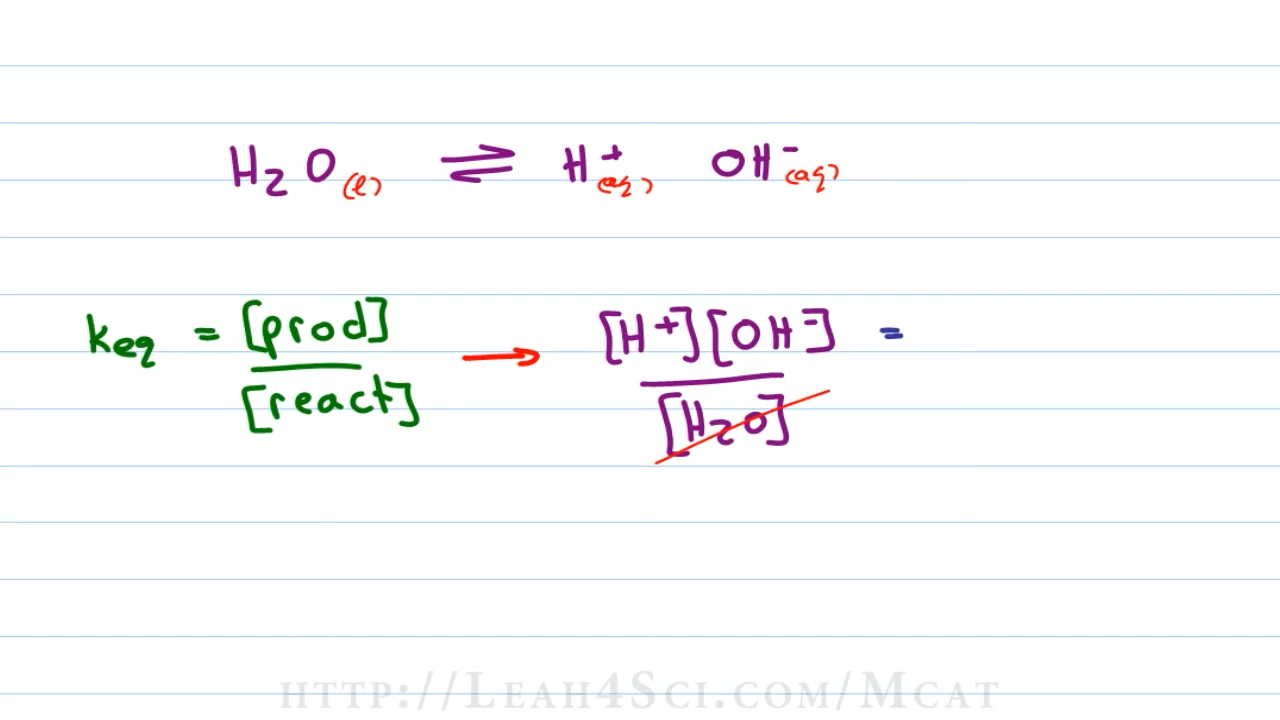 H₂O(l) ⇌ H⁺(aq) OH⁻(aq)
keq = [prod] / [react] → [H⁺][OH⁻] / [H₂O] =
HTTP://LEAH4SCI.COM/MCAT